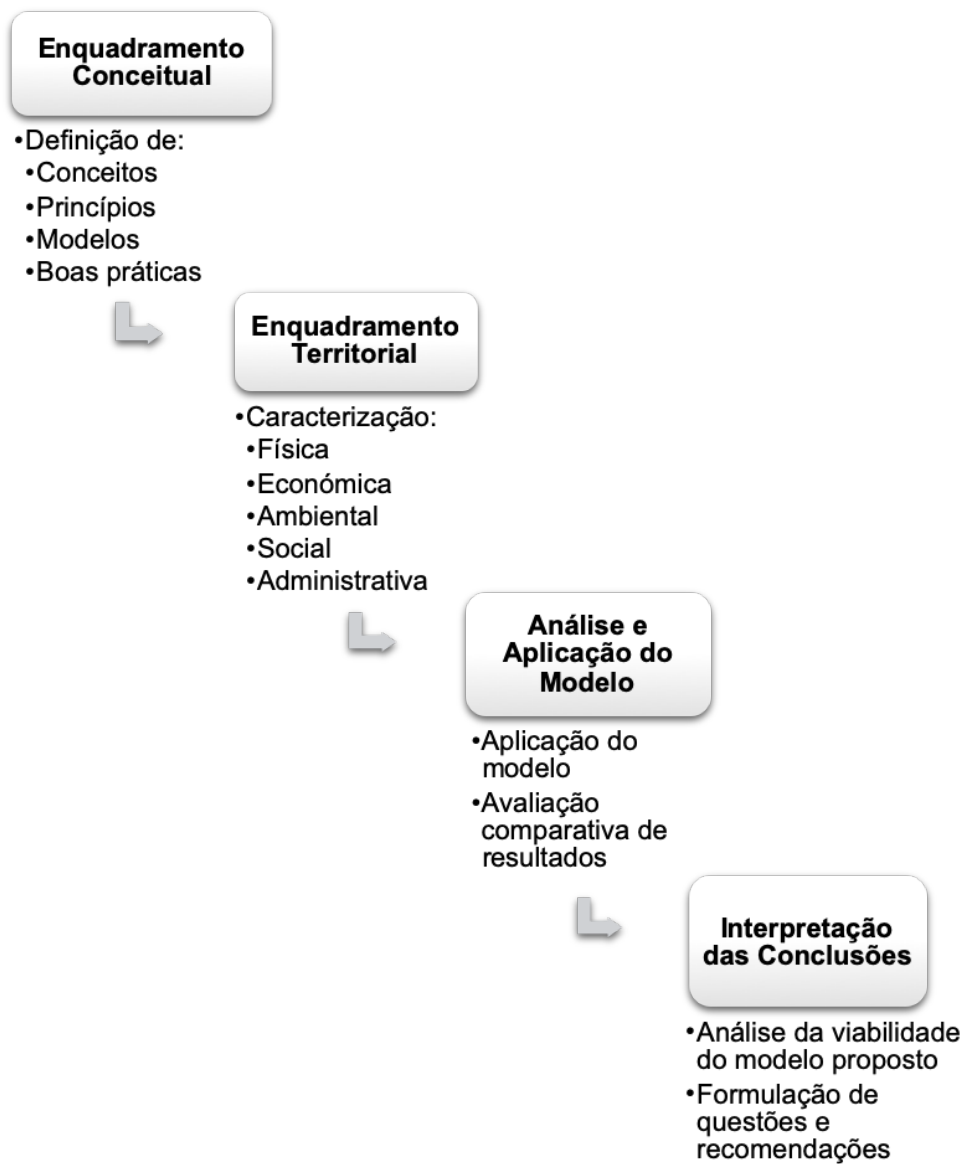 Enquadramento
Conceitual
•Definição de:
•Conceitos
•Princípios
•Modelos
•Boas práticas
Enquadramento
Territorial
•Caracterização:
•Física
•Económica
•Ambiental
•Social
•Administrativa
Análise e
Aplicação do
Modelo
•Aplicação do
modelo
•Avaliação
comparativa de
resultados
Interpretação
das Conclusões
•Análise da viabilidade
do modelo proposto
•Formulação de
questões e
recomendações